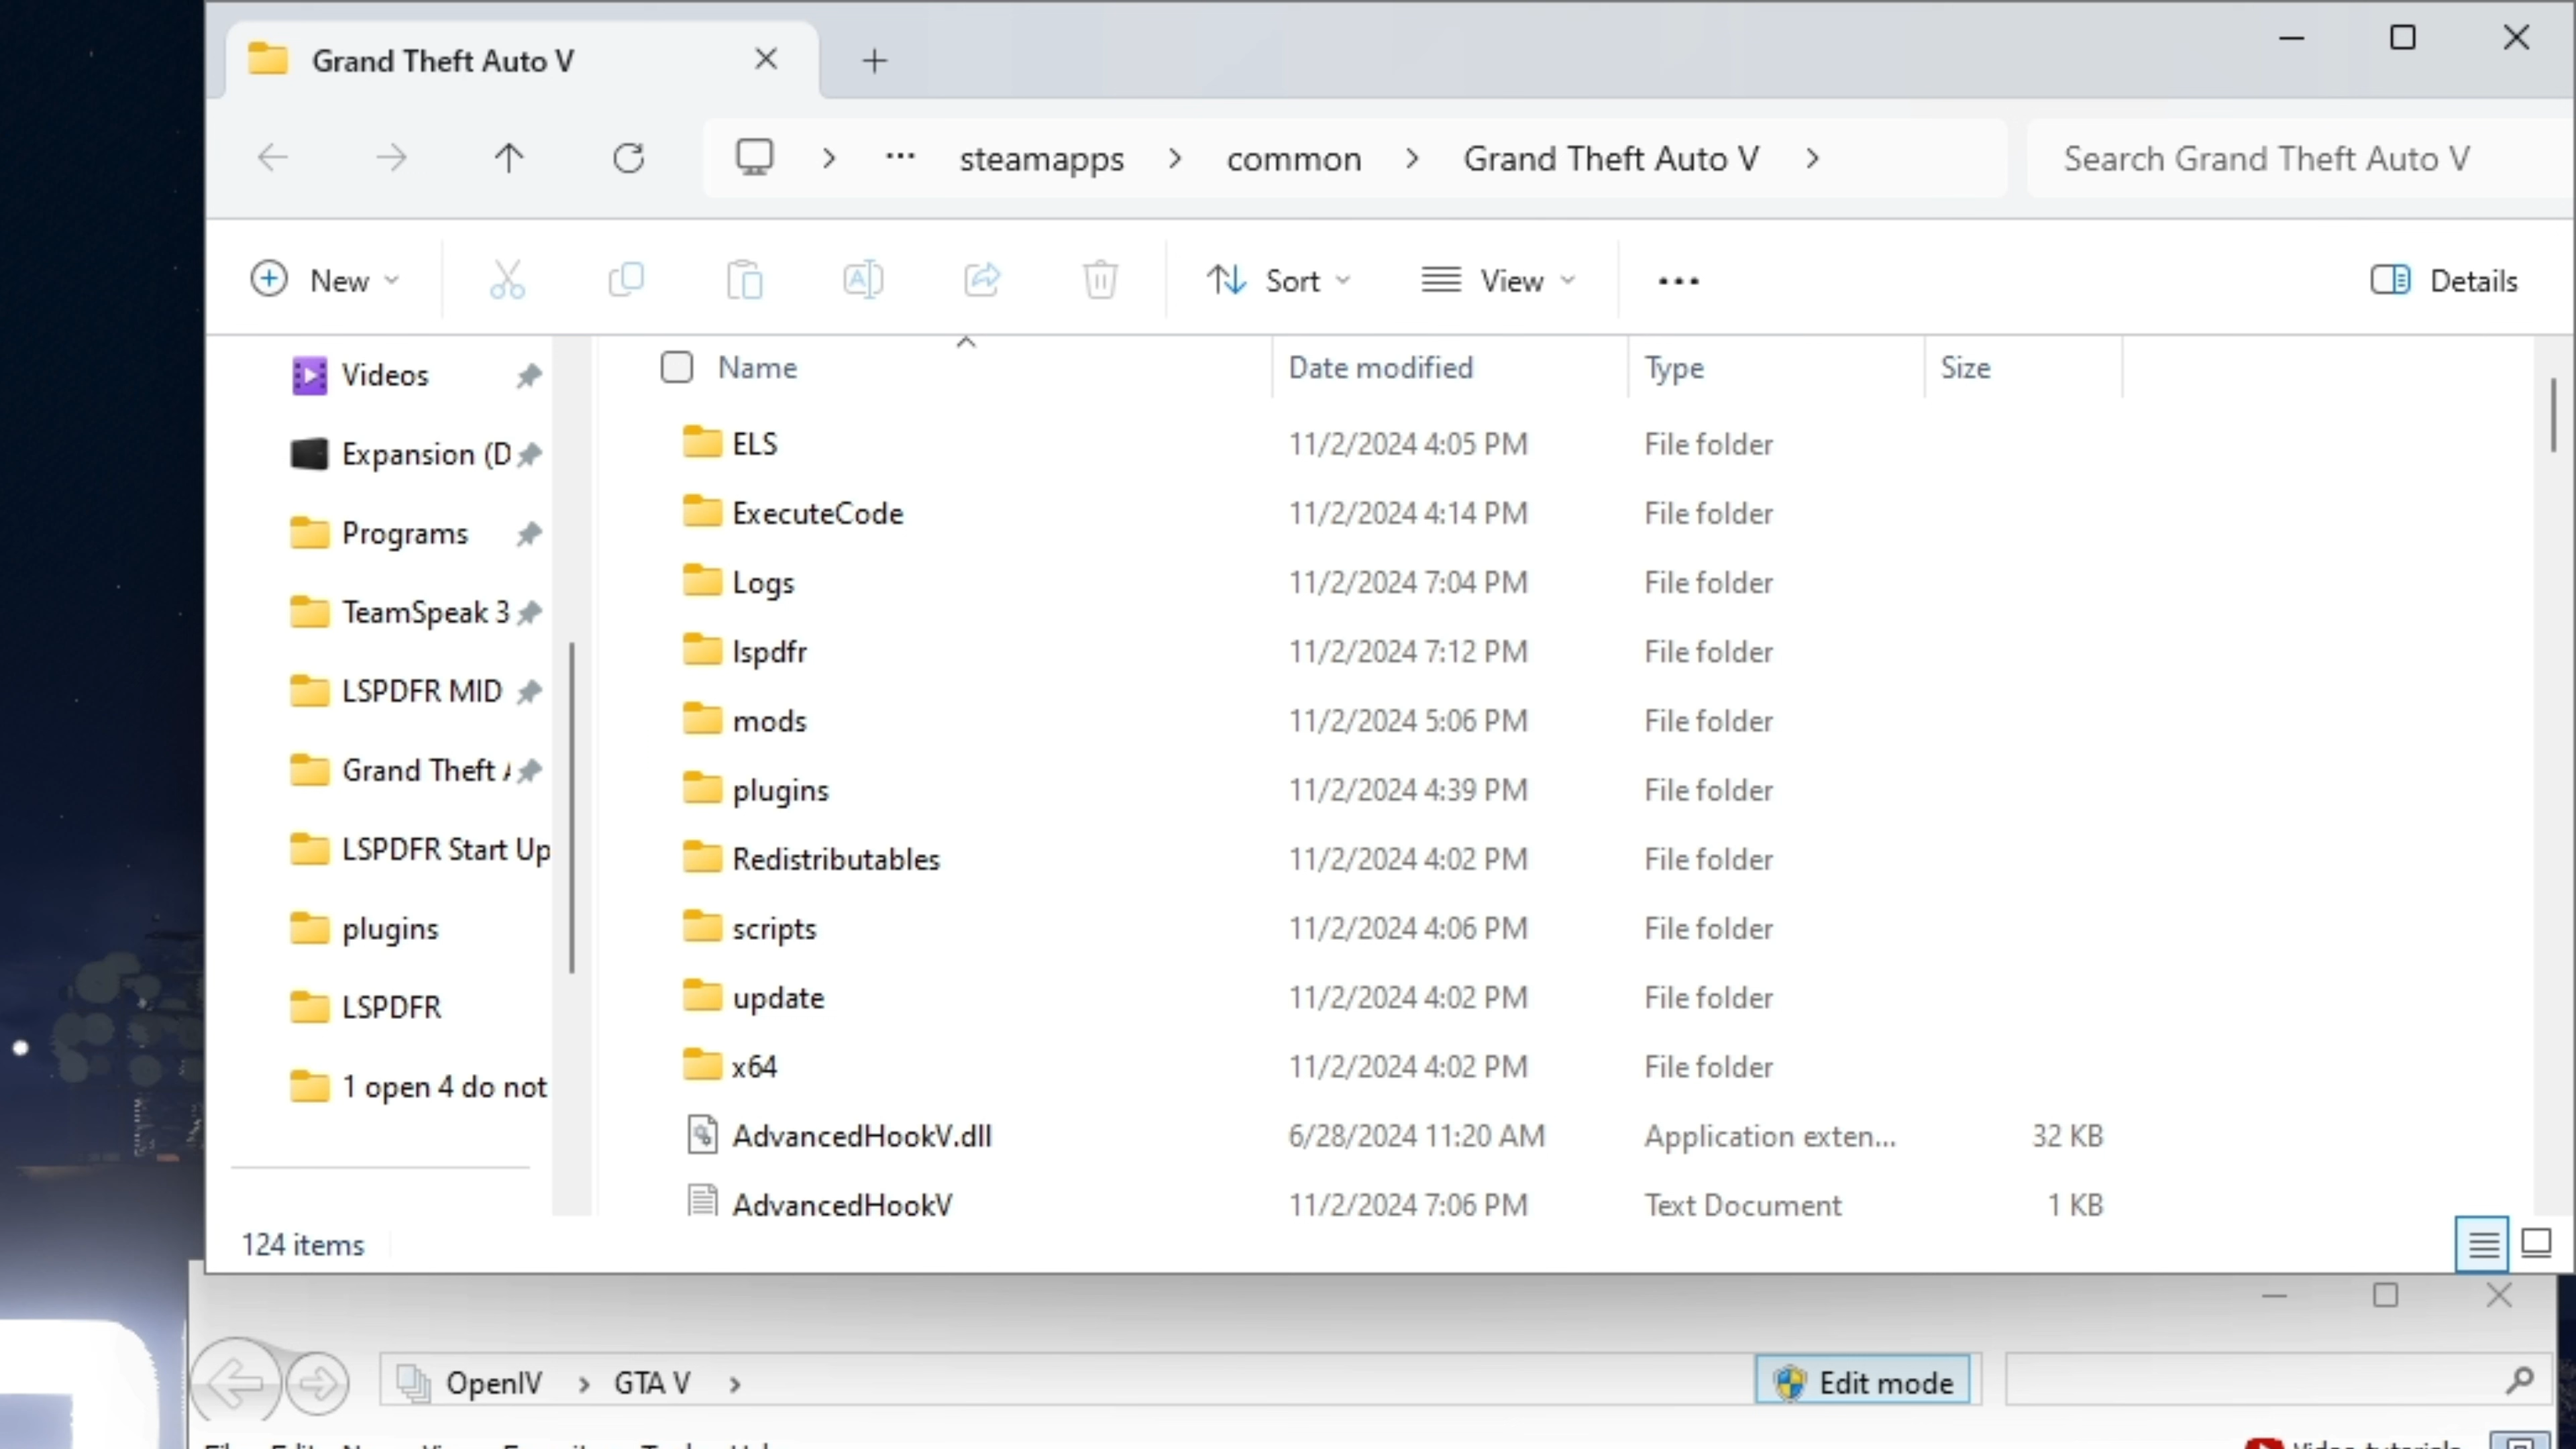 Grand Theft Auto V
steamapps > common > Grand Theft Auto V >
Search Grand Theft Auto V
New
Sort
View
Details
Videos
Expansion (D
Programs
TeamSpeak 3
LSPDFR MID
Grand Theft A
LSPDFR Start Up
plugins
LSPDFR
1 open 4 do not
Name Date modified Type Size
ELS 11/2/2024 4:05 PM File folder
ExecuteCode 11/2/2024 4:14 PM File folder
Logs 11/2/2024 7:04 PM File folder
lspdfr 11/2/2024 7:12 PM File folder
mods 11/2/2024 5:06 PM File folder
plugins 11/2/2024 4:39 PM File folder
Redistributables 11/2/2024 4:02 PM File folder
scripts 11/2/2024 4:06 PM File folder
update 11/2/2024 4:02 PM File folder
x64 11/2/2024 4:02 PM File folder
AdvancedHookV.dll 6/28/2024 11:20 AM Application exten... 32 KB
AdvancedHookV 11/2/2024 7:06 PM Text Document 1 KB
124 items
OpenIV > GTA V >
Edit mode